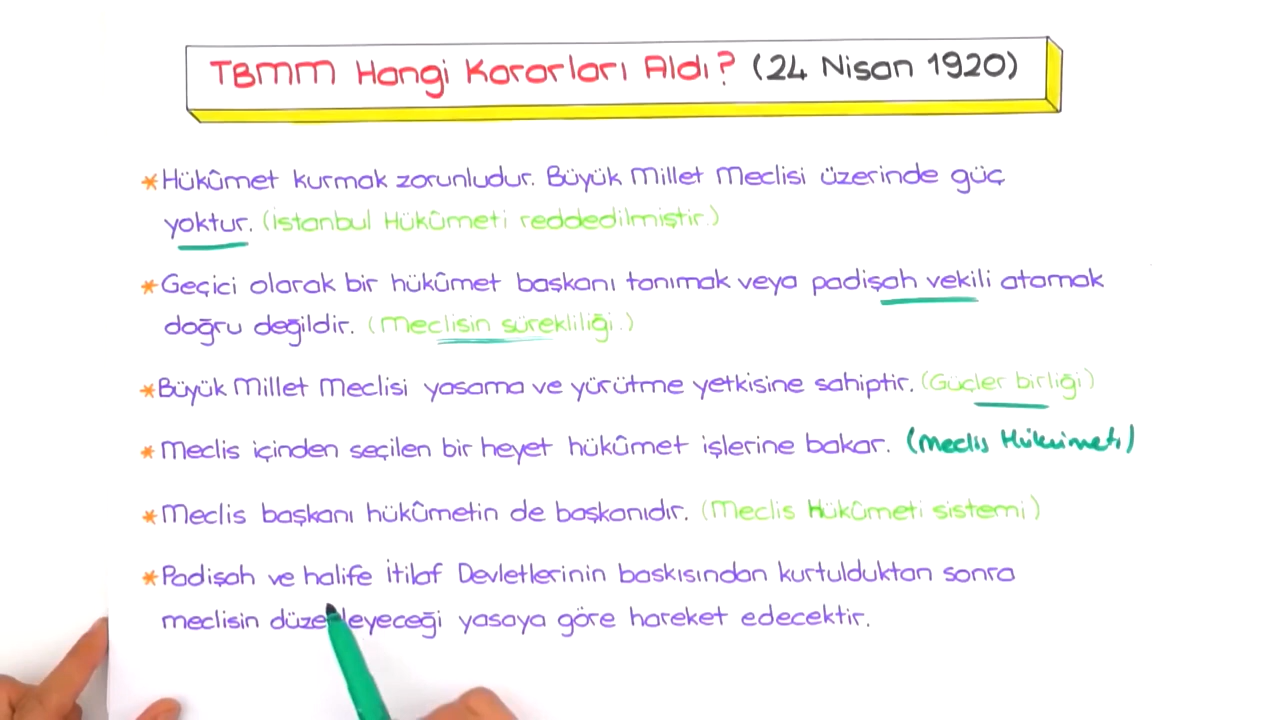 TBMM Hangi Kararları Aldı? (24 Nisan 1920)
*Hükûmet kurmak zorunludur. Büyük Millet Meclisi üzerinde güç
yoktur. (İstanbul Hükûmeti reddedilmiştir.)
*Geçici olarak bir hükûmet başkanı tanımak veya padişah vekili atamak
doğru değildir. (Meclisin sürekliliği.)
*Büyük Millet Meclisi yasama ve yürütme yetkisine sahiptir. (Güçler birliği)
*Meclis içinden seçilen bir heyet hükûmet işlerine bakar. (Meclis Hükümeti)
*Meclis başkanı hükûmetin de başkanıdır. (Meclis Hükûmeti sistemi)
*Padişah ve halife İtilaf Devletlerinin baskısından kurtulduktan sonra
meclisin düzenleyeceği yasaya göre hareket edecektir.